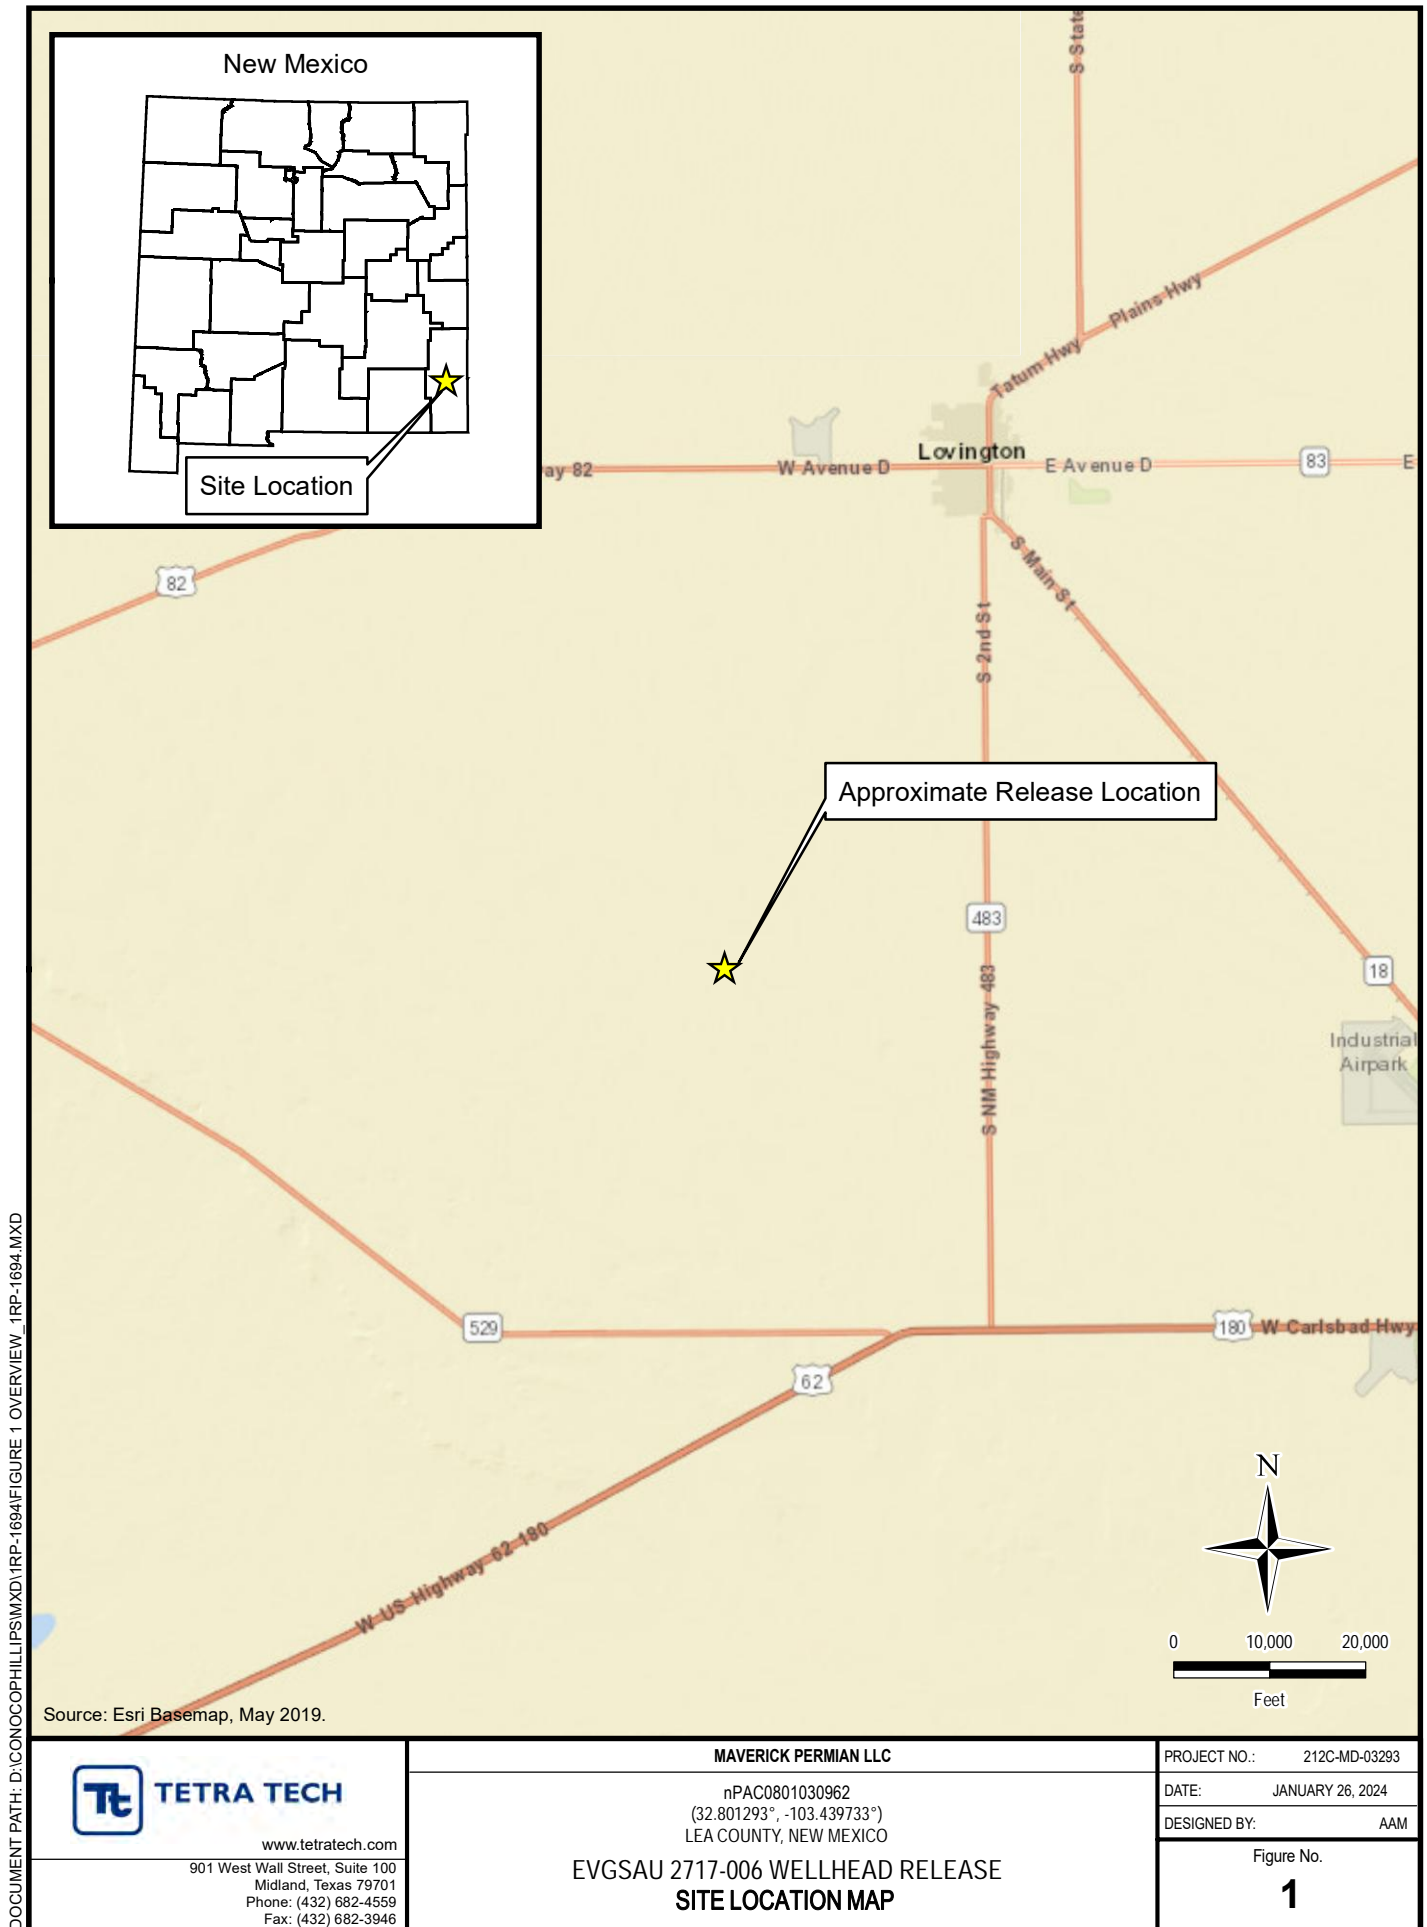 New Mexico
Site Location
S State
Plains Hwy
Tatum Hwy
Lovington
ay 82
W Avenue D
E Avenue D
83
E
82
S Main St
S 2nd St
Approximate Release Location
483
18
S NM Highway 483
Industrial
Airpark
529
180
W Carlsbad Hwy
62
W US Highway 62 180
N
0 10,000 20,000
Feet
Source: Esri Basemap, May 2019.
DOCUMENT PATH: D:\CONOCOPHILLIPS\MXD\1RP-1694\FIGURE 1 OVERVIEW_1RP-1694.MXD
Tt TETRA TECH
www.tetratech.com
901 West Wall Street, Suite 100
Midland, Texas 79701
Phone: (432) 682-4559
Fax: (432) 682-3946
MAVERICK PERMIAN LLC
nPAC0801030962
(32.801293°, -103.439733°)
LEA COUNTY, NEW MEXICO
EVGSAU 2717-006 WELLHEAD RELEASE
SITE LOCATION MAP
PROJECT NO.: 212C-MD-03293
DATE: JANUARY 26, 2024
DESIGNED BY: AAM
Figure No.
1